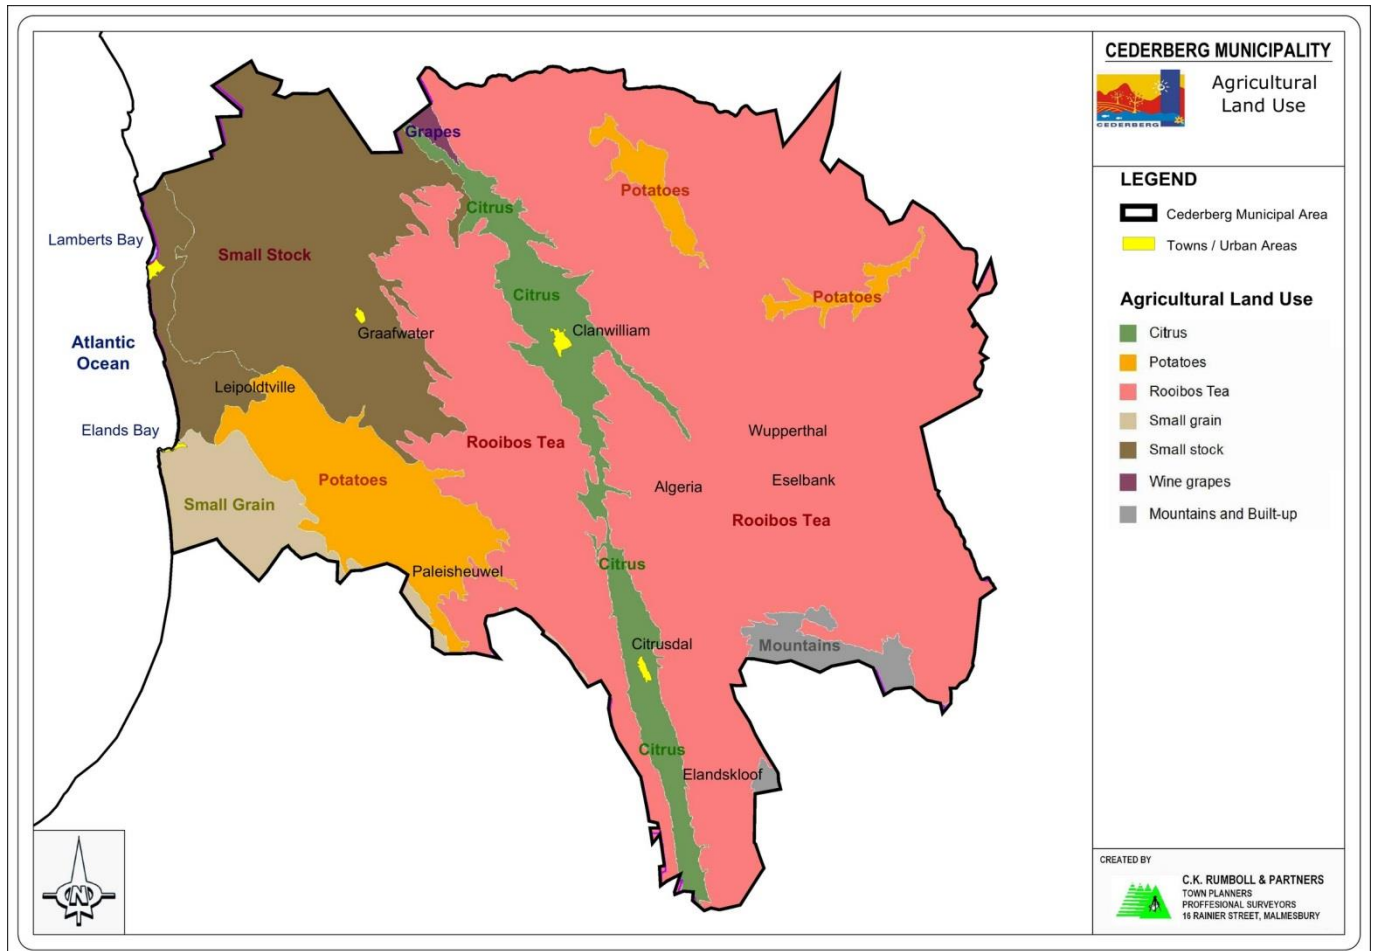 CEDERBERG MUNICIPALITY
CEDERBERG
Agricultural
Land Use
LEGEND
Cederberg Municipal Area
Towns / Urban Areas
Agricultural Land Use
Citrus
Potatoes
Rooibos Tea
Small grain
Small stock
Wine grapes
Mountains and Built-up
Grapes
Citrus
Potatoes
Lamberts Bay
Small Stock
Citrus
Potatoes
Graafwater
Clanwilliam
Atlantic
Ocean
Leipoldtville
Elands Bay
Rooibos Tea
Wupperthal
Potatoes
Algeria
Eselbank
Small Grain
Rooibos Tea
Citrus
Paleisheuwel
Citrusdal
Mountains
Citrus
Elandskloof
N
CREATED BY
C.K. RUMBOLL & PARTNERS
TOWN PLANNERS
PROFFESIONAL SURVEYORS
16 RAINIER STREET, MALMESBURY